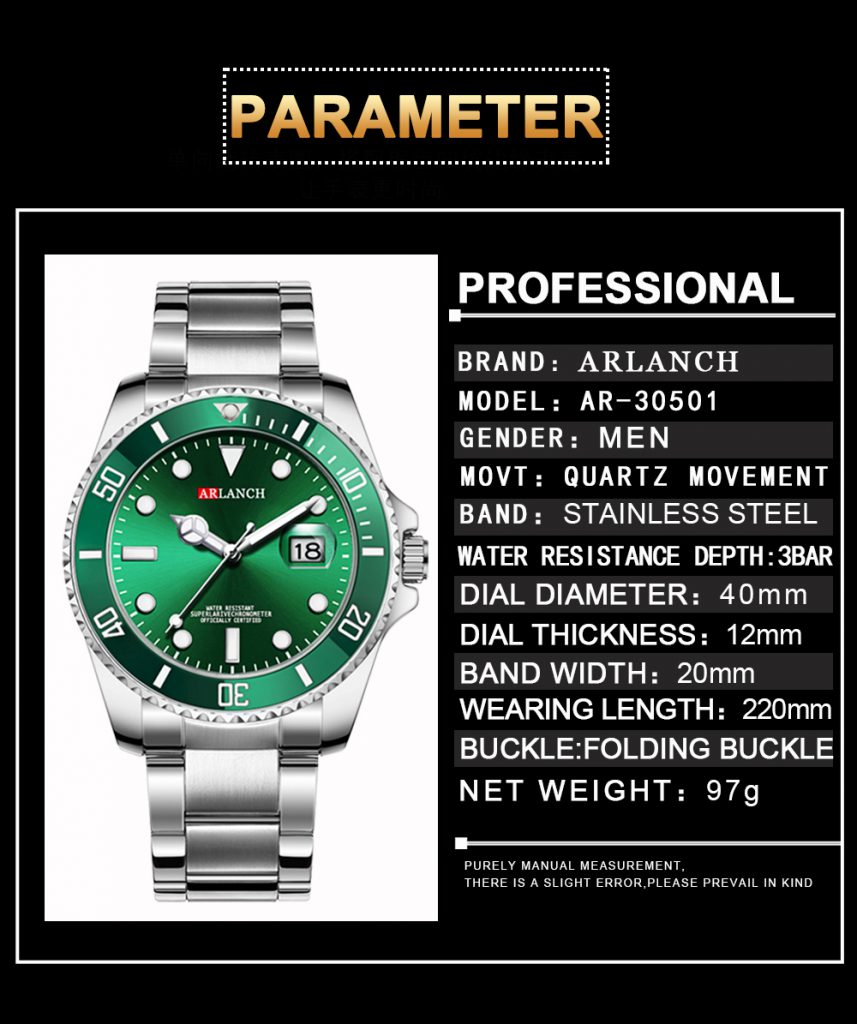 PARAMETER
PROFESSIONAL
BRAND: ARLANCH
MODEL: AR-30501
GENDER: MEN
MOVT: QUARTZ MOVEMENT
BAND: STAINLESS STEEL
WATER RESISTANCE DEPTH:3BAR
DIAL DIAMETER: 40mm
DIAL THICKNESS: 12mm
BAND WIDTH: 20mm
WEARING LENGTH: 220mm
BUCKLE:FOLDING BUCKLE
NET WEIGHT: 97g
PURELY MANUAL MEASUREMENT,
THERE IS A SLIGHT ERROR,PLEASE PREVAIL IN KIND
10
20
30
40
50
ARLANCH
18
WATER RESISTANT
SUPERLARIVECHRONOMETER
OFFICIALLY CERTIFIED